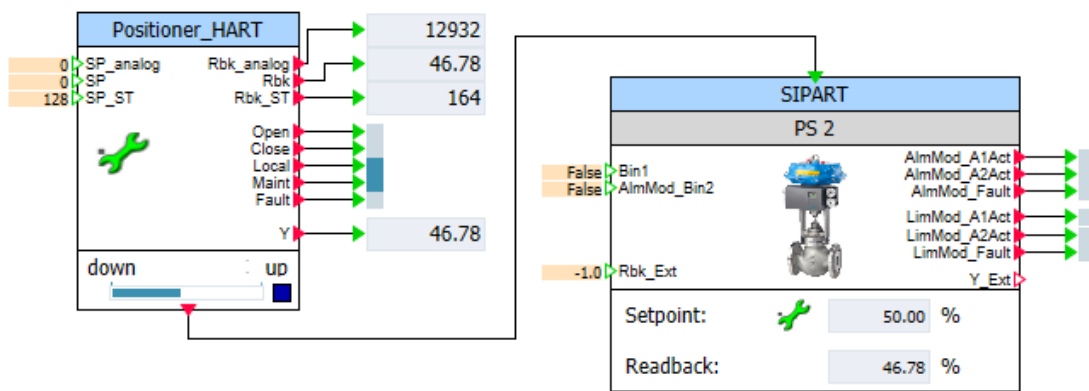 Positioner_HART
0 SP_analog Rbk_analog 12932
0 SP Rbk 46.78
128 SP_ST Rbk_ST 164
Open
Close
Local
Maint
Fault
Y 46.78
down : up
SIPART
PS 2
False Bin1
False AlmMod_Bin2
-1.0 Rbk_Ext
AlmMod_A1Act
AlmMod_A2Act
AlmMod_Fault
LimMod_A1Act
LimMod_A2Act
LimMod_Fault
Y_Ext
Setpoint: 50.00 %
Readback: 46.78 %